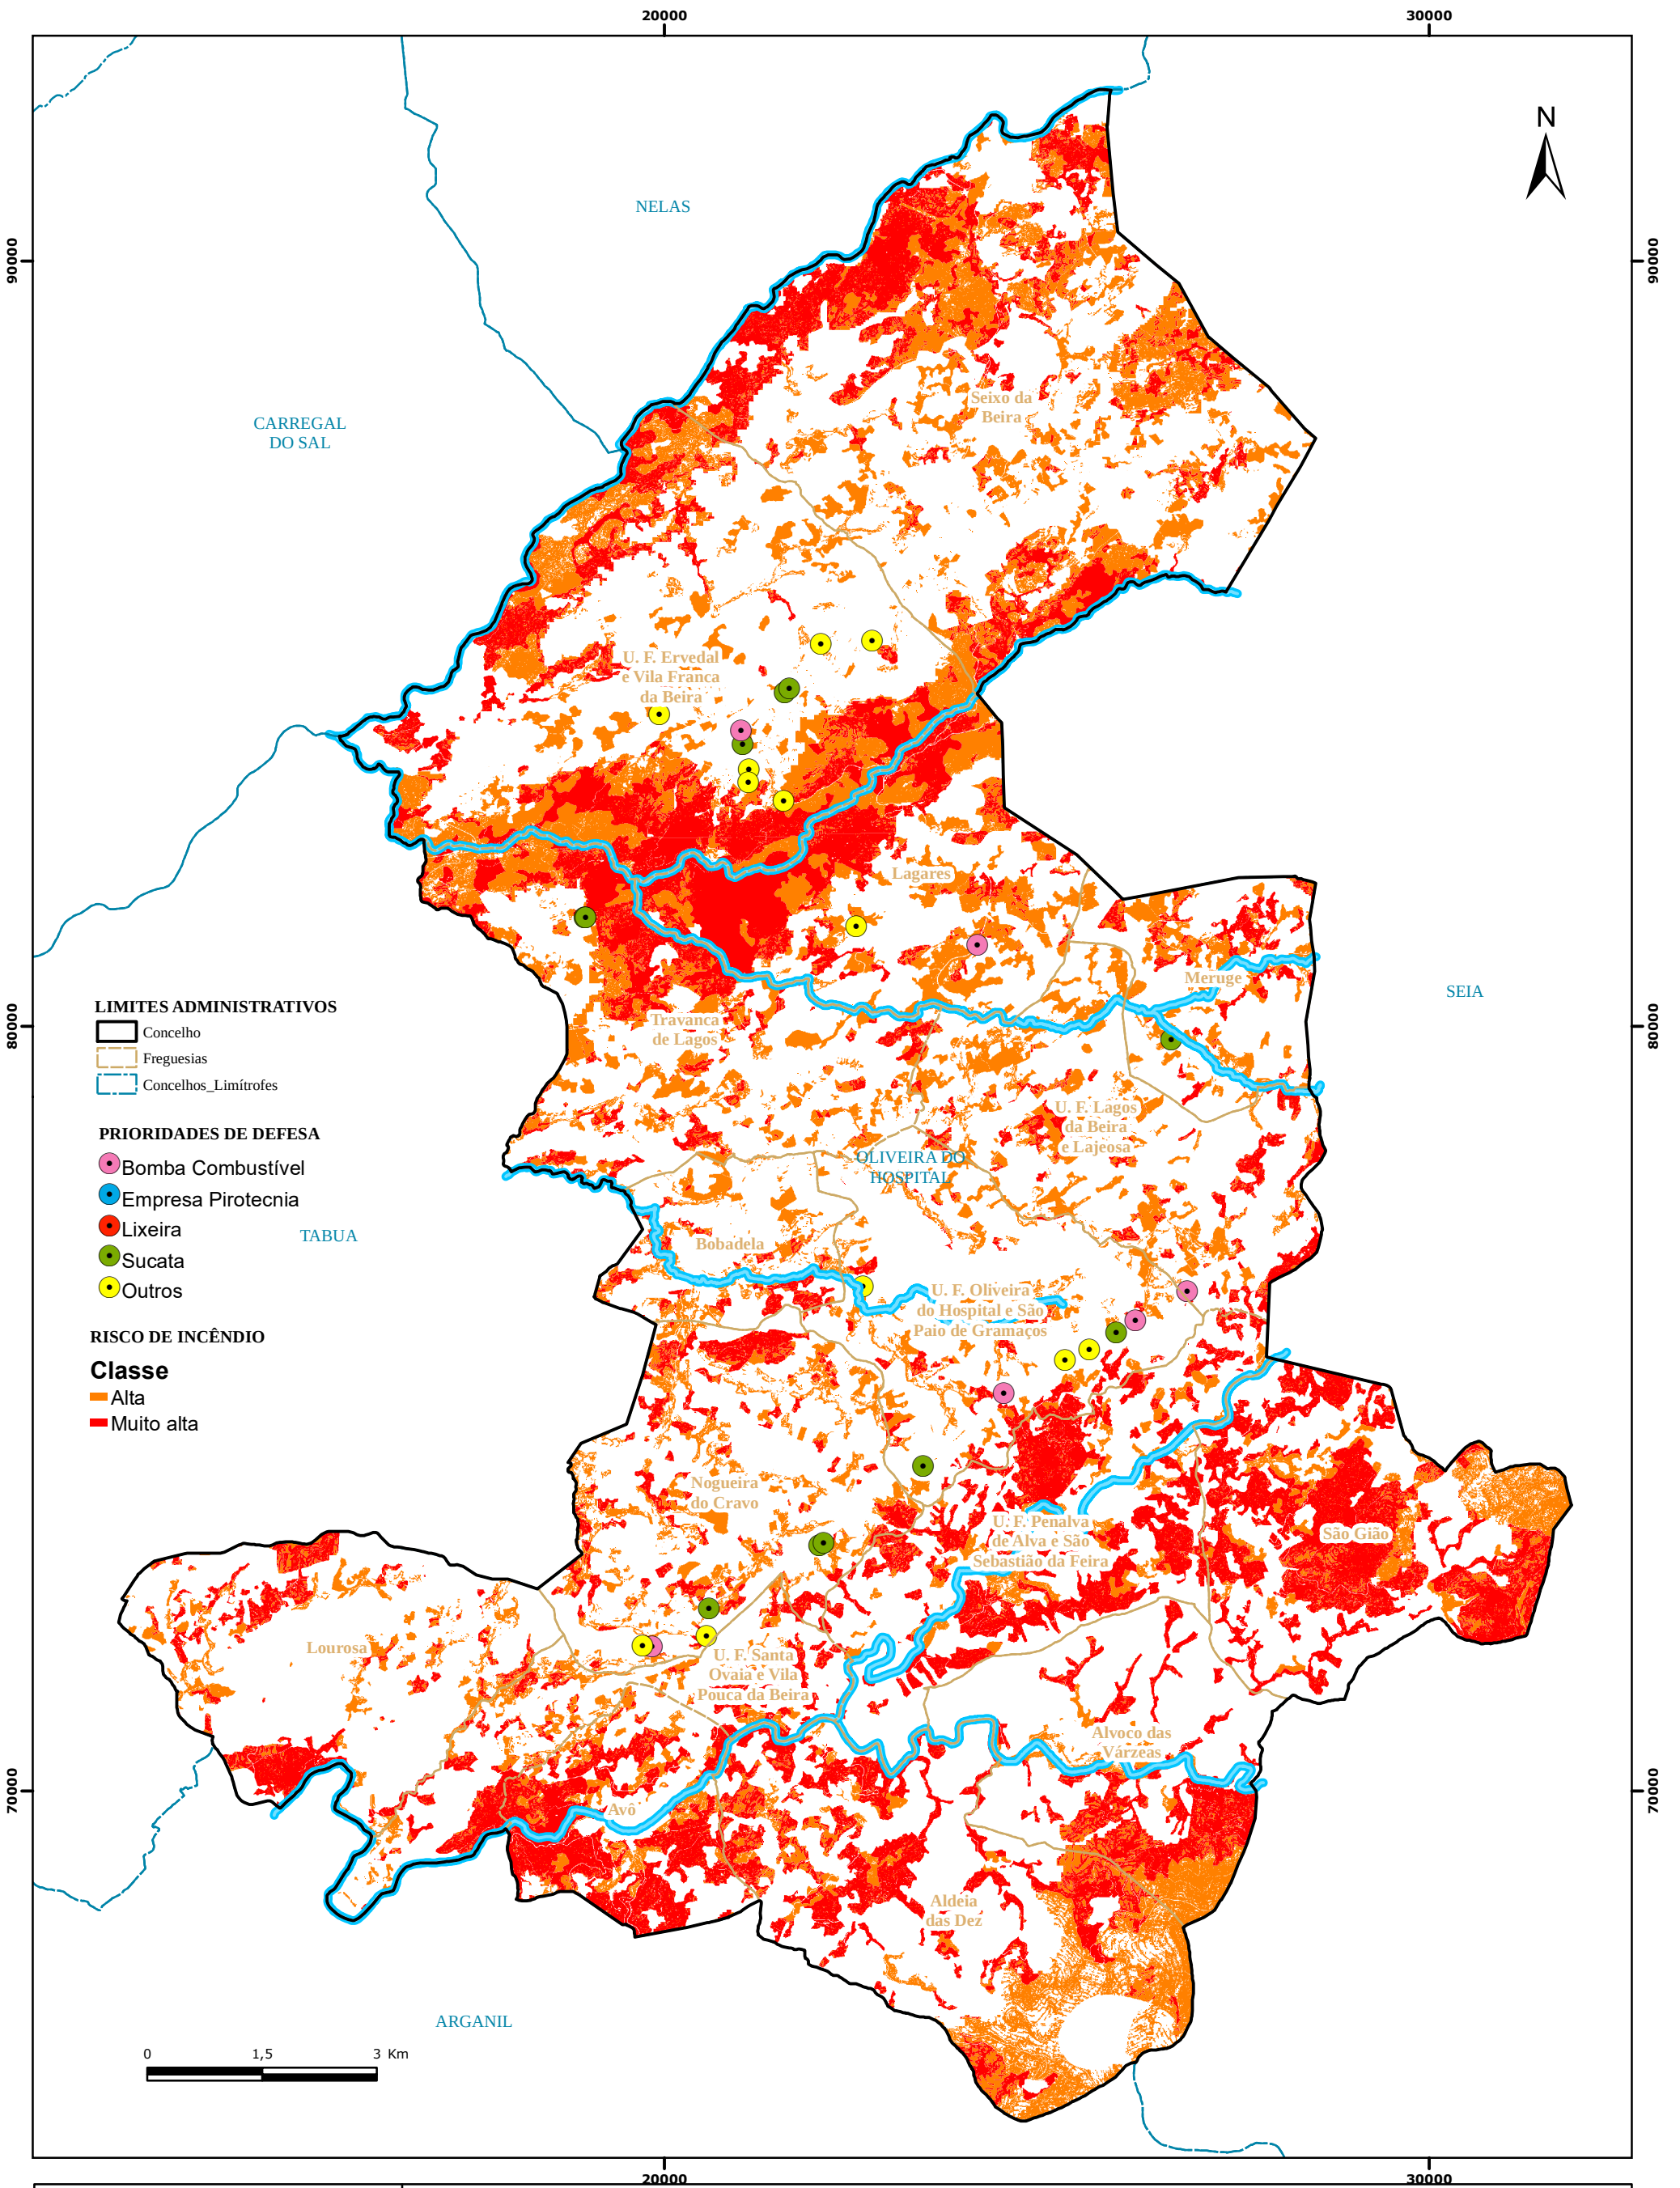 20000
30000
N
NELAS
90000
90000
CARREGAL
DO SAL
Seixo da
Beira
U. F. Ervedal
e Vila Franca
da Beira
Lagares
Meruge
SEIA
LIMITES ADMINISTRATIVOS
Concelho
Freguesias
Concelhos_Limítrofes
80000
80000
Travanca
de Lagos
U. F. Lagos
da Beira
e Lajeosa
PRIORIDADES DE DEFESA
Bomba Combustível
Empresa Pirotecnia
Lixeira
Sucata
Outros
OLIVEIRA DO
HOSPITAL
TABUA
Bobadela
U. F. Oliveira
do Hospital e São
Paio de Gramaços
RISCO DE INCÊNDIO
Classe
Alta
Muito alta
Nogueira
do Cravo
U. F. Penalva
de Alva e São
Sebastião da Feira
São Gião
Lourosa
U. F. Santa
Ovaia e Vila
Pouca da Beira
Alvoco das
Várzeas
70000
70000
Avô
Aldeia
das Dez
ARGANIL
0 1,5 3 Km
20000
30000